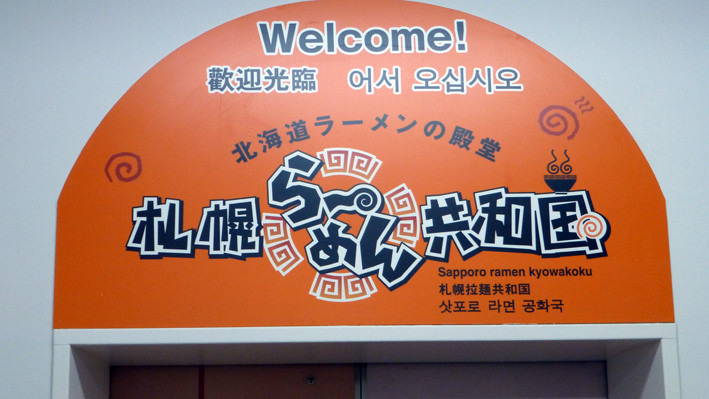 Welcome!
歡迎光臨 어서 오십시오
北海道ラーメンの殿堂
札幌らーめん共和国
Sapporo ramen kyowakoku
札幌拉麺共和国
삿포로 라면 공화국